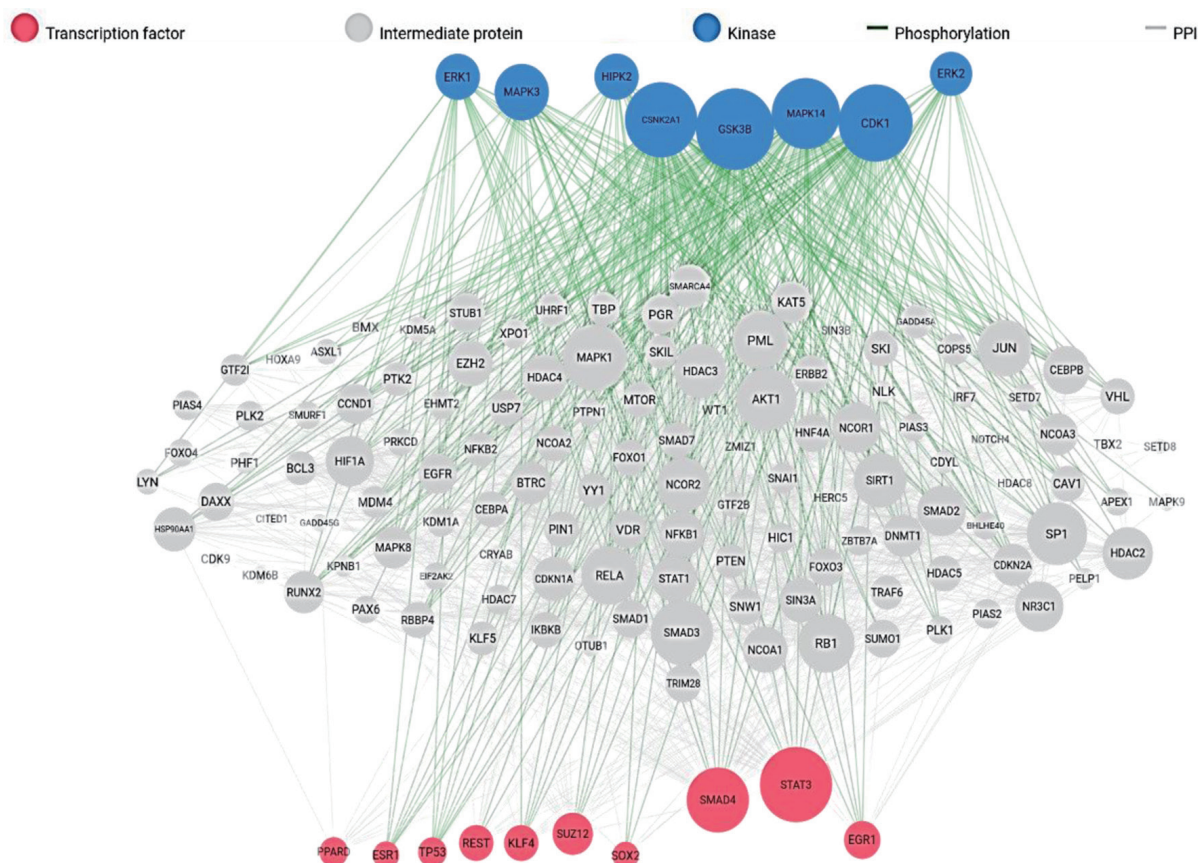 Transcription factor
Intermediate protein
Kinase
Phosphorylation
PPI
ERK1
MAPK3
HIPK2
CSNK2A1
GSK3B
MAPK14
CDK1
ERK2
SMARCA4
STUB1
UHRF1
TBP
PGR
KAT5
BMX
KDM5A
XPO1
SIN3B
GADD45A
HOXA9
ASXL1
EZH2
MAPK1
SKIL
PML
SKI
COPS5
JUN
GTF2I
PTK2
HDAC4
HDAC3
ERBB2
CEBPB
PIAS4
PLK2
SMURF1
CCND1
EHMT2
USP7
PTPN1
MTOR
WT1
AKT1
NLK
IRF7
SETD7
VHL
FOXO4
PHF1
PRKCD
NFKB2
NCOA2
SMAD7
ZMIZ1
HNF4A
NCOR1
PIAS3
NOTCH4
NCOA3
TBX2
SETD8
LYN
BCL3
HIF1A
EGFR
FOXO1
CDYL
DAXX
MDM4
BTRC
YY1
NCOR2
SNAI1
SIRT1
HDAC8
CAV1
HSP90AA1
CITED1
GADD45G
KDM1A
CEBPA
GTF2B
HERC5
SMAD2
APEX1
MAPK9
CDK9
MAPK8
CRYAB
PIN1
VDR
NFKB1
HIC1
ZBTB7A
DNMT1
BHLHE40
SP1
HDAC2
KDM6B
KPNB1
EIF2AK2
CDKN1A
RELA
STAT1
PTEN
FOXO3
HDAC5
CDKN2A
PELP1
RUNX2
PAX6
RBBP4
HDAC7
SNW1
SIN3A
TRAF6
NR3C1
KLF5
IKBKB
OTUB1
SMAD1
SMAD3
NCOA1
RB1
SUMO1
PLK1
PIAS2
TRIM28
SMAD4
STAT3
PPARD
ESR1
TP53
REST
KLF4
SUZ12
SOX2
EGR1